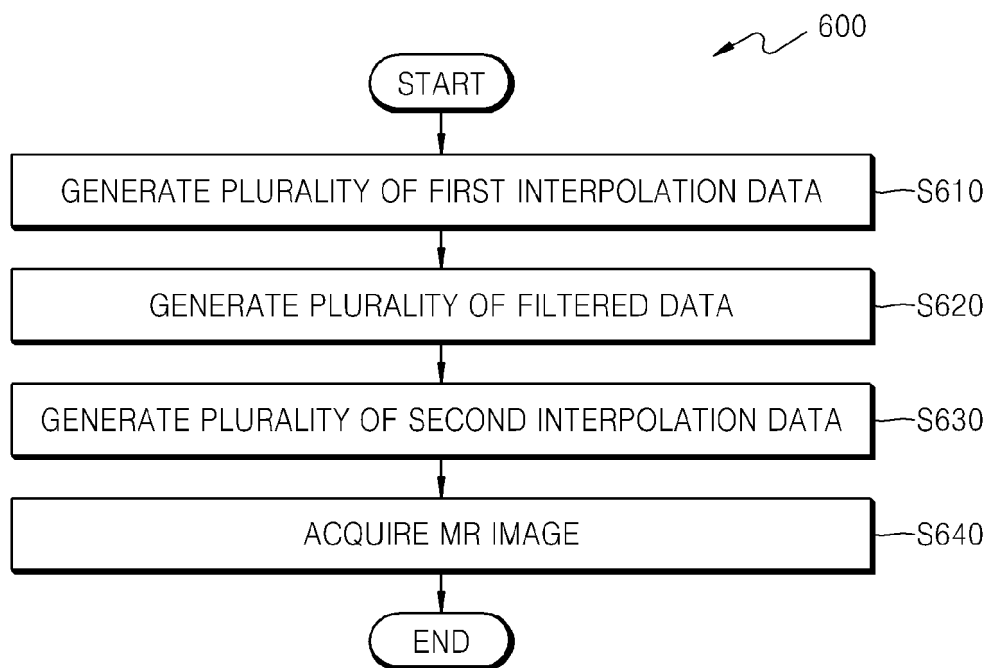 600
START
GENERATE PLURALITY OF FIRST INTERPOLATION DATA
S610
GENERATE PLURALITY OF FILTERED DATA
S620
GENERATE PLURALITY OF SECOND INTERPOLATION DATA
S630
ACQUIRE MR IMAGE
S640
END